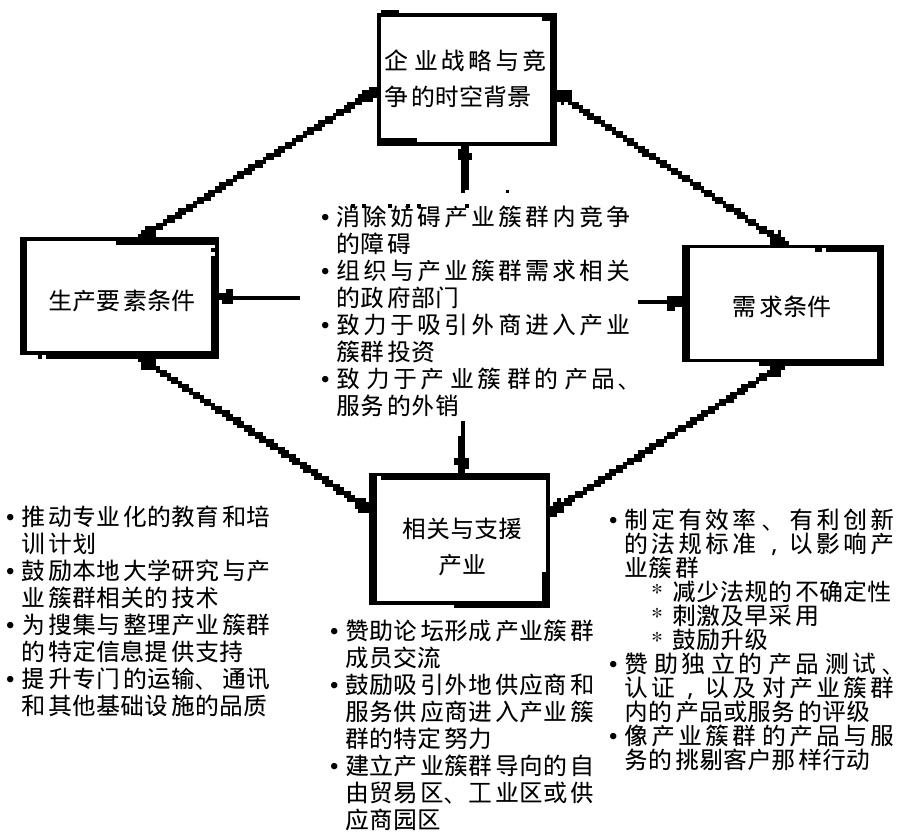 企业战略与竞
争的时空背景
• 消除妨碍产业簇群内竞争
的障碍
• 组织与产业簇群需求相关
的政府部门
• 致力于吸引外商进入产业
簇群投资
• 致力于产业簇群的产品、
服务的外销
生产要素条件
需求条件
相关与支援
产业
• 推动专业化的教育和培
训计划
• 鼓励本地大学研究与产
业簇群相关的技术
• 为搜集与整理产业簇群
的特定信息提供支持
• 提升专门的运输、通讯
和其他基础设施的品质
• 赞助论坛形成产业簇群
成员交流
• 鼓励吸引外地供应商和
服务供应商进入产业簇
群的特定努力
• 建立产业簇群导向的自
由贸易区、工业区或供
应商园区
• 制定有效率、有利创新
的法规标准，以影响产
业簇群
* 减少法规的不确定性
* 刺激及早采用
* 鼓励升级
• 赞助独立的产品测试、
认证，以及对产业簇群
内的产品或服务的评级
• 像产业簇群的产品与服
务的挑剔客户那样行动